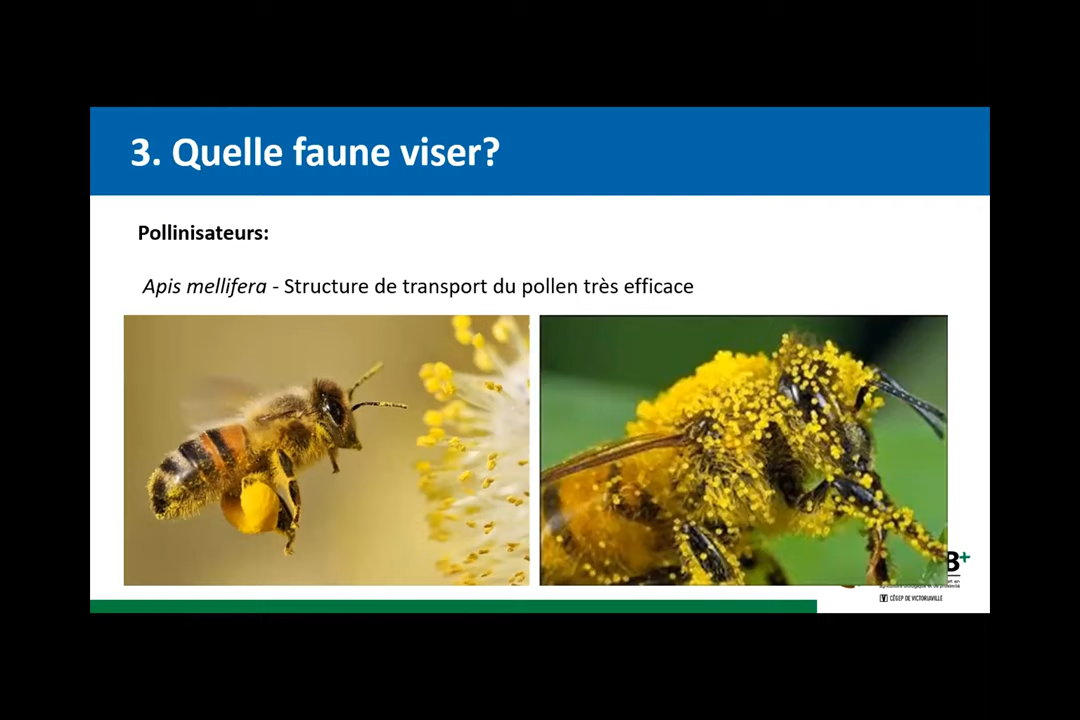 3. Quelle faune viser?
Pollinisateurs:
Apis mellifera - Structure de transport du pollen très efficace
B+
CÉGEP DE VICTORIAVILLE